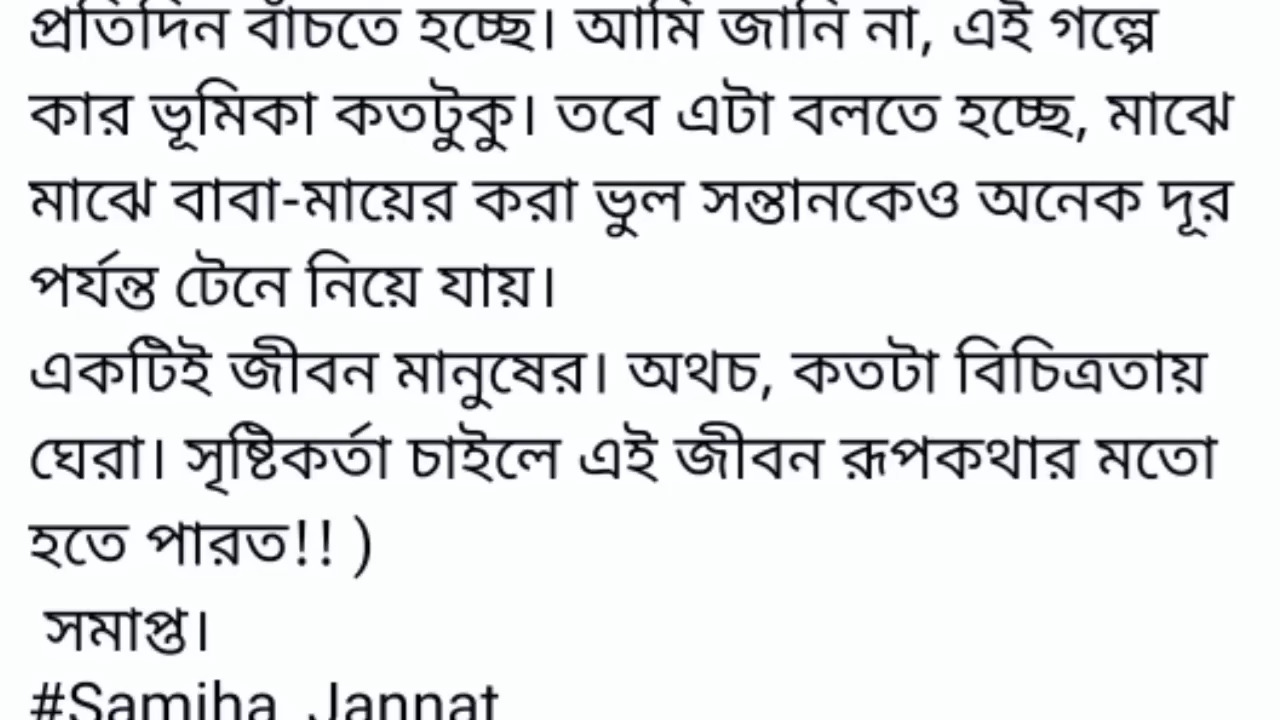 প্রতিদিন বাঁচতে হচ্ছে। আমি জানি না, এই গল্পে
কার ভূমিকা কতটুকু। তবে এটা বলতে হচ্ছে, মাঝে
মাঝে বাবা-মায়ের করা ভুল সন্তানকেও অনেক দূর
পর্যন্ত টেনে নিয়ে যায়।
একটিই জীবন মানুষের। অথচ, কতটা বিচিত্রতায়
ঘেরা। সৃষ্টিকর্তা চাইলে এই জীবন রূপকথার মতো
হতে পারত!! )
সমাপ্ত।
#Samiha_Jannat